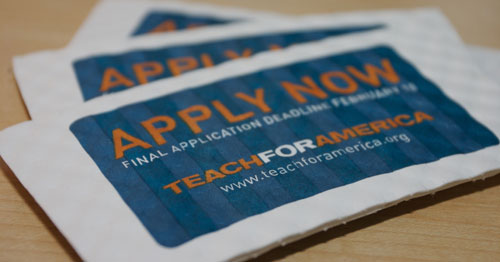 APPLY NOW
FINAL APPLICATION DEADLINE FEBRUARY
TEACHFORAMERICA
www.teachforamerica.org